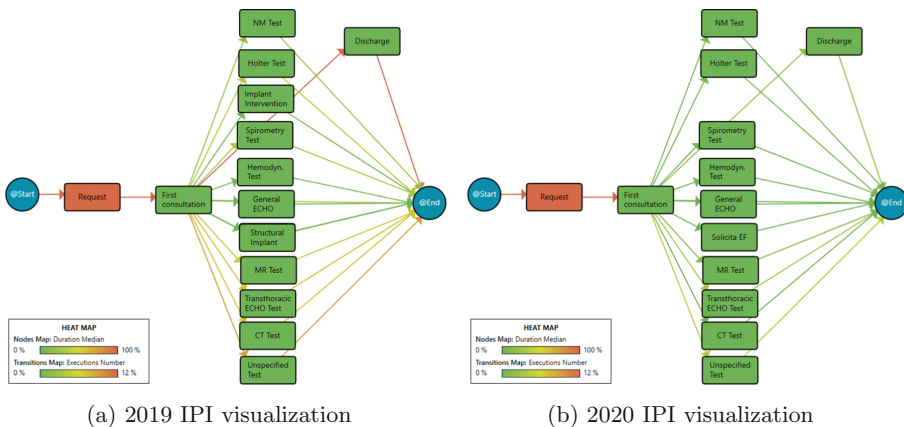 NM Test
Discharge
Holter Test
Implant
Intervention
Spirometry
Test
Hemodyn.
Test
@Start
Request
First
consultation
General
ECHO
@End
Structural
Implant
MR Test
Transthoracic
ECHO Test
CT Test
Unspecified
Test
HEAT MAP
Nodes Map: Duration Median
0 % 100 %
Transitions Map: Executions Number
0 % 12 %
(a) 2019 IPI visualization
NM Test
Discharge
Holter Test
Spirometry
Test
Hemodyn.
Test
@Start
Request
First
consultation
General
ECHO
@End
Solicita EF
MR Test
Transthoracic
ECHO Test
CT Test
Unspecified
Test
HEAT MAP
Nodes Map: Duration Median
0 % 100 %
Transitions Map: Executions Number
0 % 12 %
(b) 2020 IPI visualization